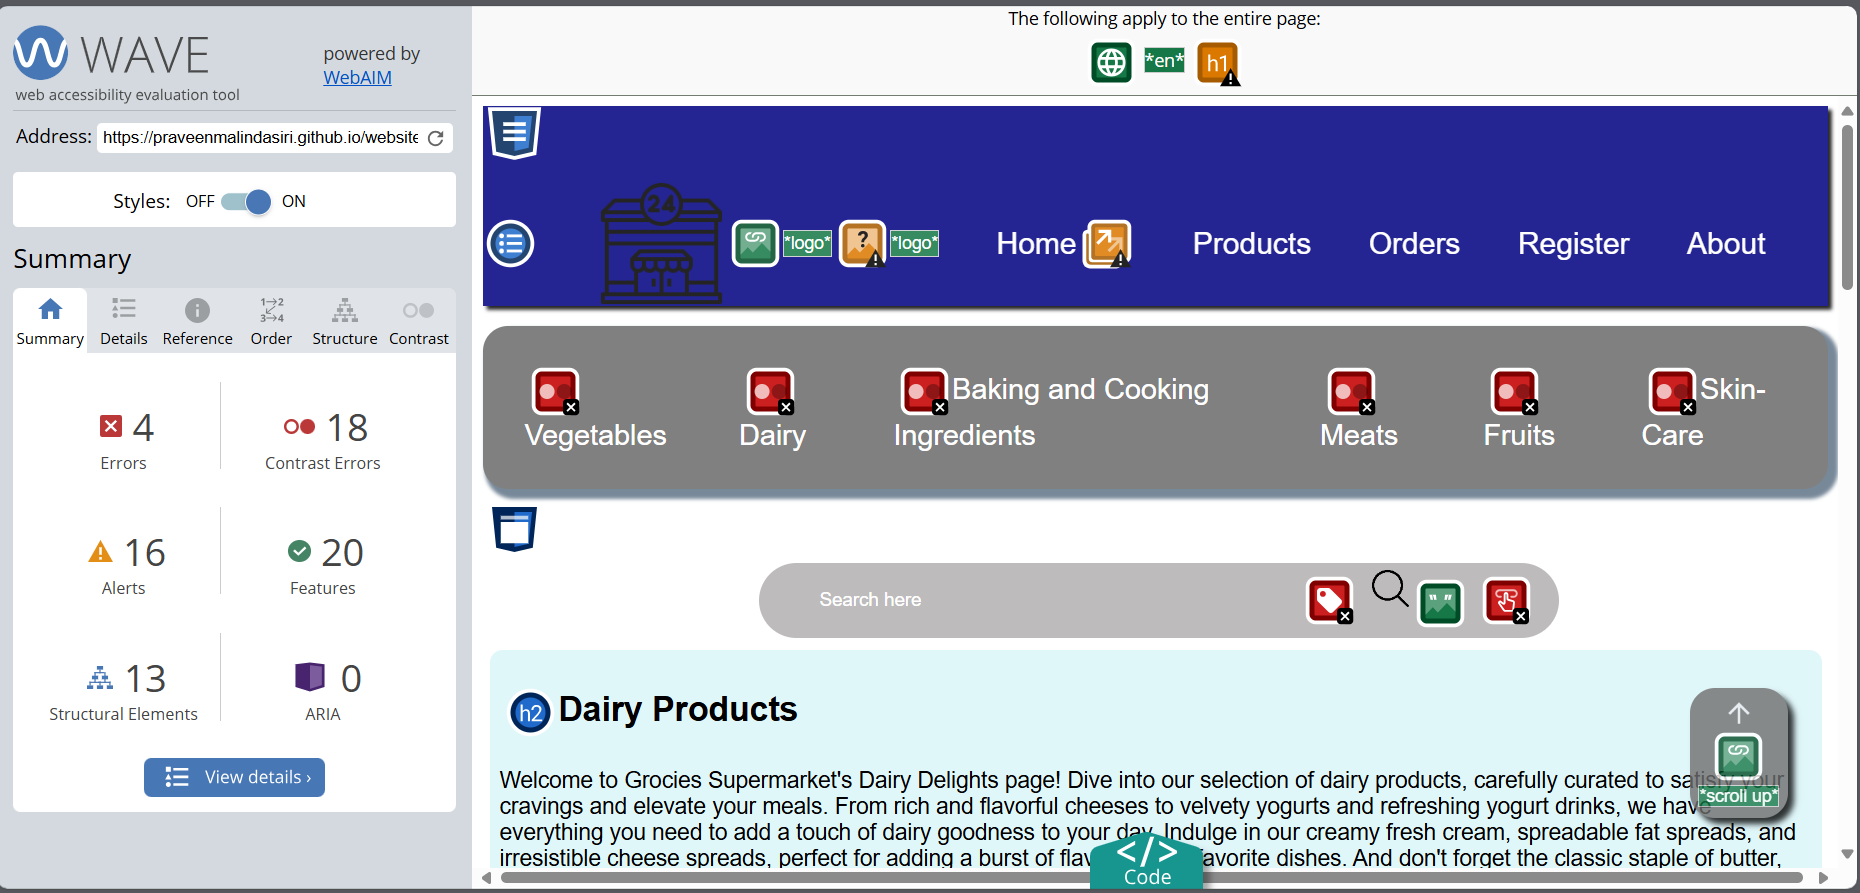 WAVE
powered by
WebAIM
web accessibility evaluation tool
Address: https://praveenmalindasiri.github.io/website
Styles: OFF ON
Summary
Summary Details Reference Order Structure Contrast
4 18
Errors Contrast Errors
16 20
Alerts Features
13 0
Structural Elements ARIA
View details ›
The following apply to the entire page:
*en* h1
24 *logo* ? *logo* Home Products Orders Register About
Baking and Cooking Skin-
Vegetables Dairy Ingredients Meats Fruits Care
Search here
h2 Dairy Products
Welcome to Grocies Supermarket's Dairy Delights page! Dive into our selection of dairy products, carefully curated to satisfy your
cravings and elevate your meals. From rich and flavorful cheeses to velvety yogurts and refreshing yogurt drinks, we have
*scroll up*
everything you need to add a touch of dairy goodness to your day. Indulge in our creamy fresh cream, spreadable fat spreads, and
irresistible cheese spreads, perfect for adding a burst of favorite dishes. And don't forget the classic staple of butter,
</> Code